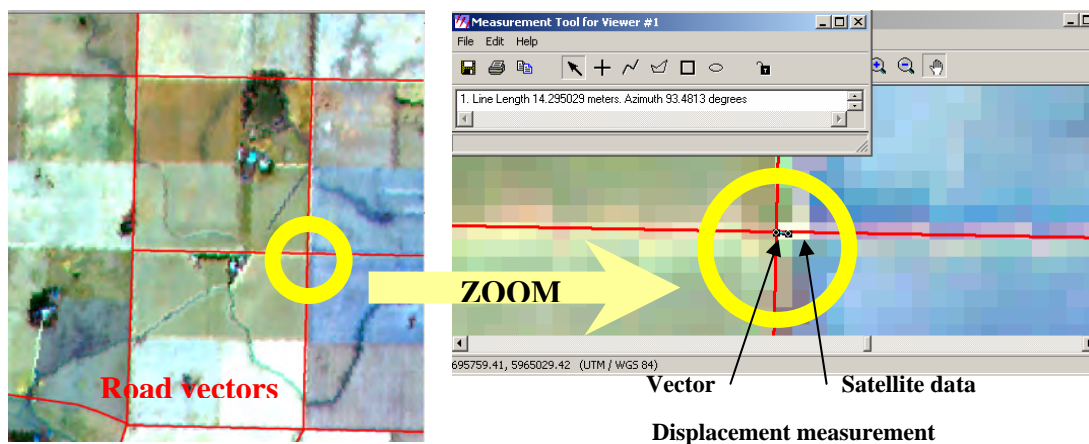 Measurement Tool for Viewer #1
File Edit Help
1. Line Length 14.295029 meters. Azimuth 93.4813 degrees
ZOOM
695759.41, 5965029.42 (UTM / WGS 84)
Road vectors
Vector
Satellite data
Displacement measurement